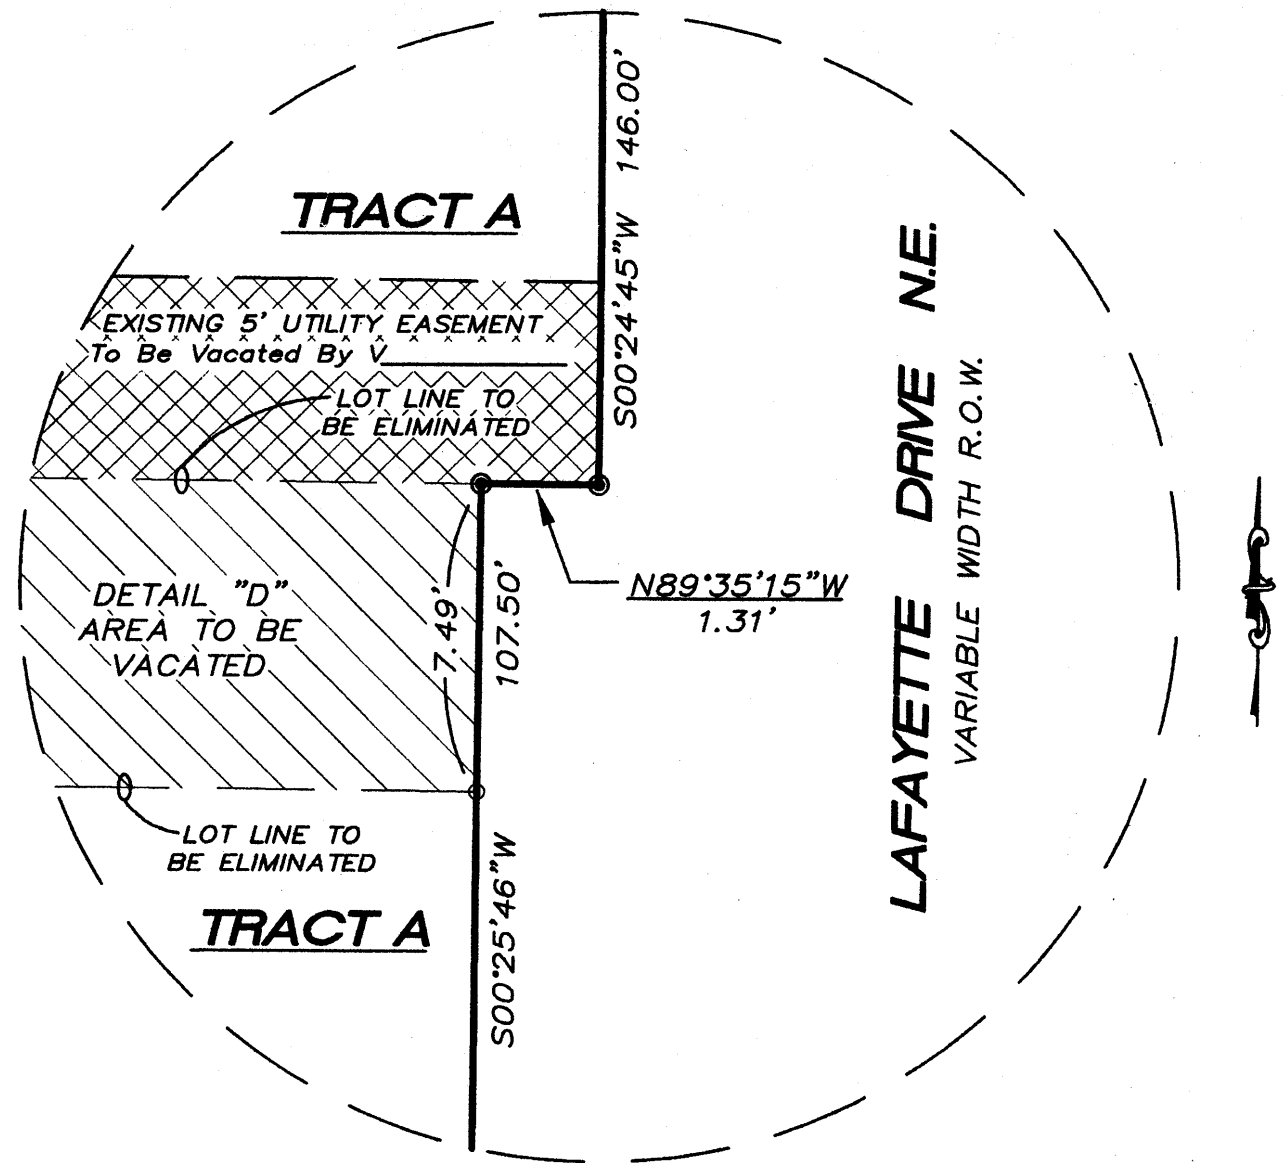 TRACT A
S00°24'45"W 146.00'
EXISTING 5' UTILITY EASEMENT
To Be Vacated By V
LOT LINE TO
BE ELIMINATED
N89°35'15"W
1.31'
DETAIL "D"
AREA TO BE
VACATED
7.49'
107.50'
S00°25'46"W
LOT LINE TO
BE ELIMINATED
TRACT A
LAFAYETTE DRIVE N.E.
VARIABLE WIDTH R.O.W.